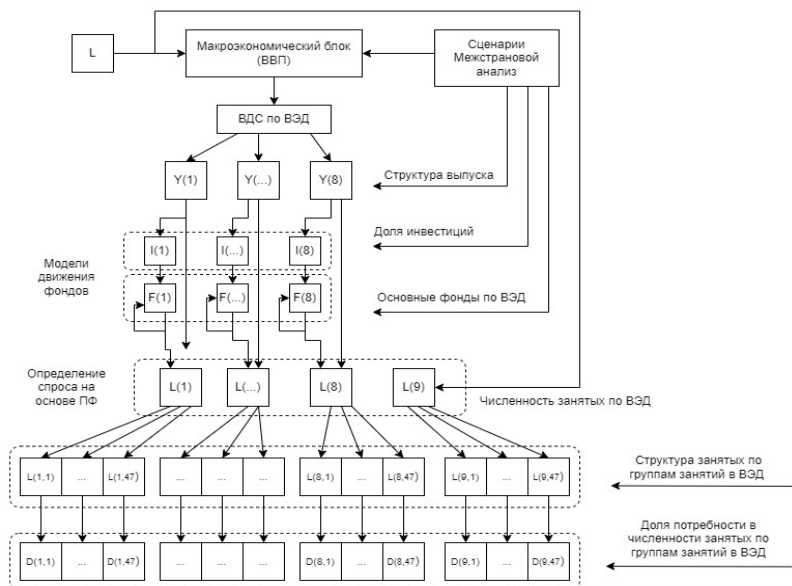 L
Макроэкономический блок
(ВВП)
Сценарии
Межстрановой
анализ
ВДС по ВЭД
Y(1)
Y(...)
Y(8)
Структура выпуска
I(1)
I(...)
I(8)
Доля инвестиций
Модели
движения
фондов
F(1)
F(...)
F(8)
Основные фонды по ВЭД
Определение
спроса на
основе ПФ
L(1)
L(...)
L(8)
L(9)
Численность занятых по ВЭД
L(1,1)
...
L(1,47)
...
...
...
L(8,1)
...
L(8,47)
L(9,1)
...
L(9,47)
Структура занятых по
группам занятий в ВЭД
D(1,1)
...
D(1,47)
...
...
...
D(8,1)
...
D(8,47)
D(9,1)
...
D(9,47)
Доля потребности в
численности занятых по
группам занятий в ВЭД